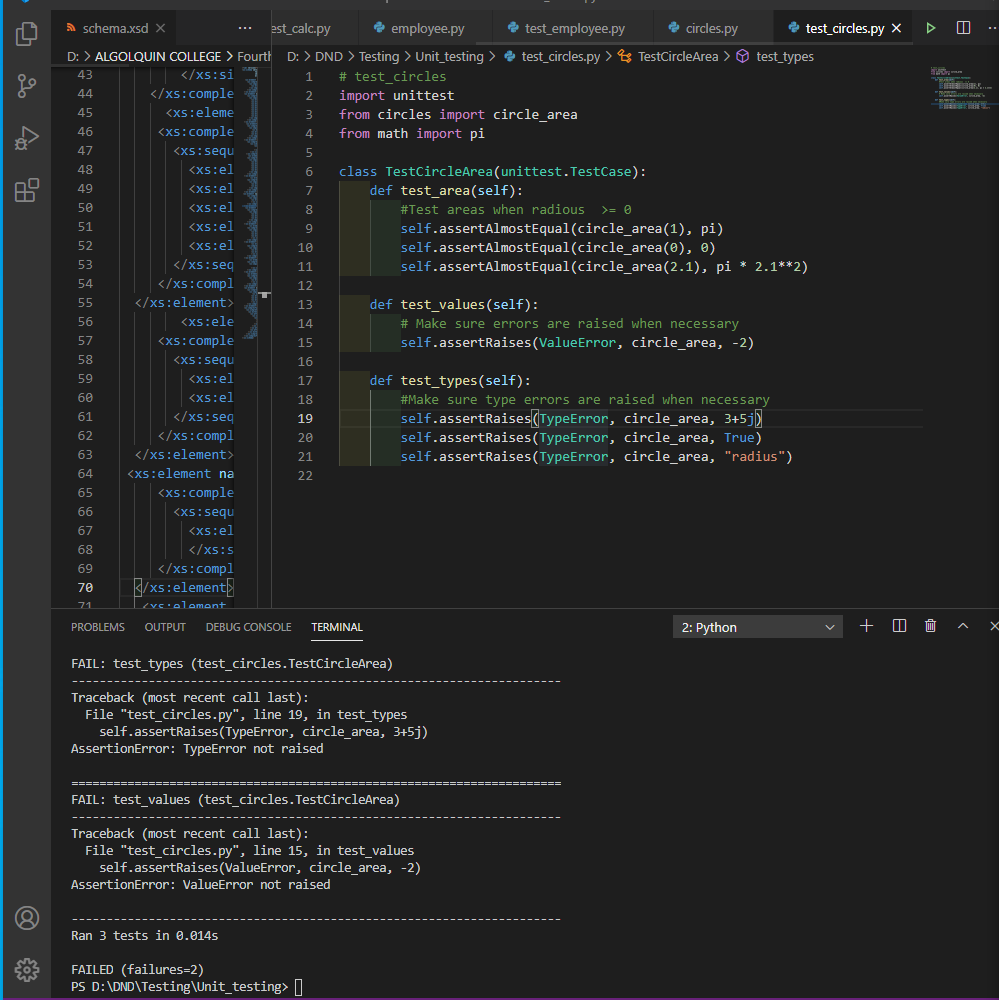 schema.xsd
est_calc.py
employee.py
test_employee.py
circles.py
test_circles.py
D: > ALGOLQUIN COLLEGE > Fourth
D: > DND > Testing > Unit_testing > test_circles.py > TestCircleArea > test_types
43 </xs:si
44 </xs:comple
45 <xs:eleme
46 <xs:comple
47 <xs:sequ
48 <xs:el
49 <xs:el
50 <xs:el
51 <xs:el
52 <xs:el
53 </xs:seq
54 </xs:compl
55 </xs:element>
56 <xs:ele
57 <xs:comple
58 <xs:sequ
59 <xs:el
60 <xs:el
61 </xs:seq
62 </xs:compl
63 </xs:element>
64 <xs:element na
65 <xs:comple
66 <xs:sequ
67 <xs:el
68 </xs:s
69 </xs:compl
70 </xs:element>
71 <xs:element
1 # test_circles
2 import unittest
3 from circles import circle_area
4 from math import pi
5
6 class TestCircleArea(unittest.TestCase):
7 def test_area(self):
8 #Test areas when radious  >= 0
9 self.assertAlmostEqual(circle_area(1), pi)
10 self.assertAlmostEqual(circle_area(0), 0)
11 self.assertAlmostEqual(circle_area(2.1), pi * 2.1**2)
12
13 def test_values(self):
14 # Make sure errors are raised when necessary
15 self.assertRaises(ValueError, circle_area, -2)
16
17 def test_types(self):
18 #Make sure type errors are raised when necessary
19 self.assertRaises(TypeError, circle_area, 3+5j)
20 self.assertRaises(TypeError, circle_area, True)
21 self.assertRaises(TypeError, circle_area, "radius")
22
PROBLEMS OUTPUT DEBUG CONSOLE TERMINAL
2: Python
FAIL: test_types (test_circles.TestCircleArea)
----------------------------------------------------------------------
Traceback (most recent call last):
File "test_circles.py", line 19, in test_types
self.assertRaises(TypeError, circle_area, 3+5j)
AssertionError: TypeError not raised
======================================================================
FAIL: test_values (test_circles.TestCircleArea)
----------------------------------------------------------------------
Traceback (most recent call last):
File "test_circles.py", line 15, in test_values
self.assertRaises(ValueError, circle_area, -2)
AssertionError: ValueError not raised
----------------------------------------------------------------------
Ran 3 tests in 0.014s
FAILED (failures=2)
PS D:\DND\Testing\Unit_testing>